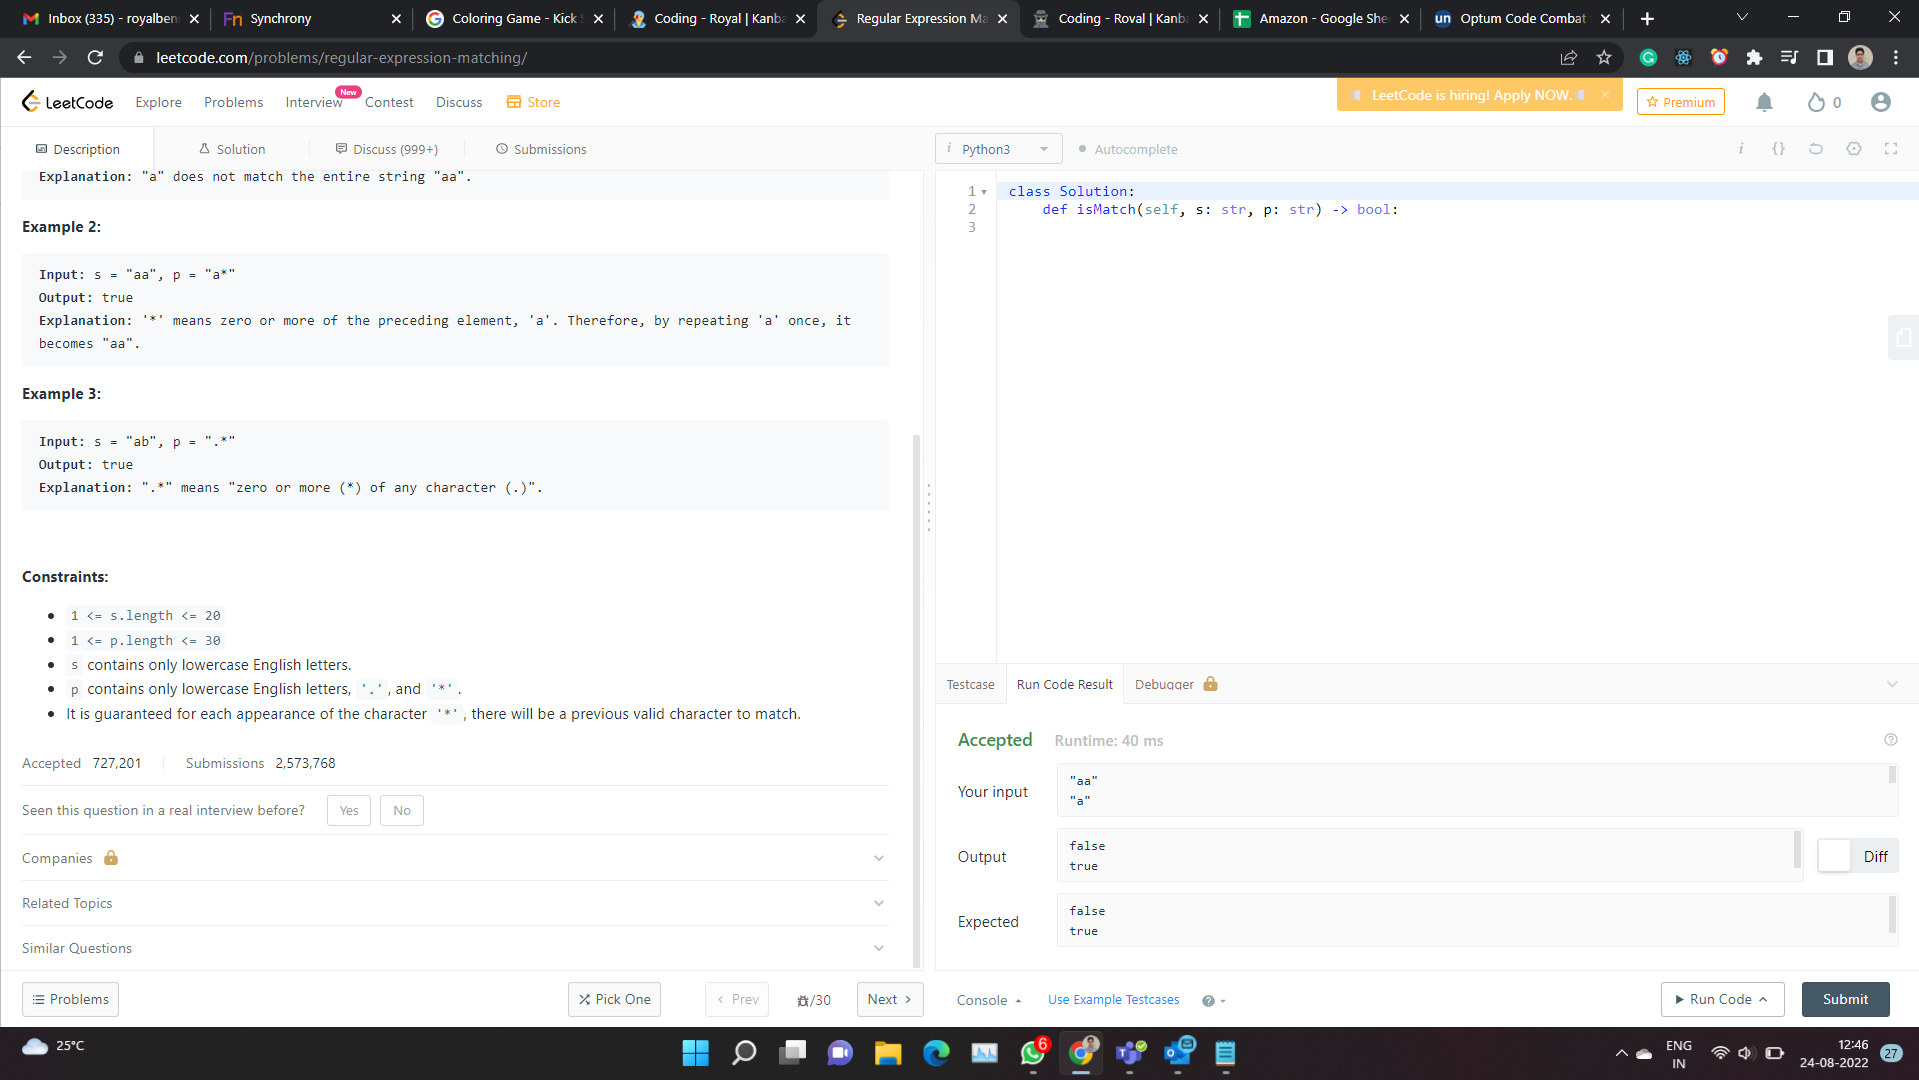 Inbox (335) - royalben
Synchrony
Coloring Game - Kick S
Coding - Royal | Kanba
Regular Expression Ma
Coding - Royal | Kanba
Amazon - Google She
Optum Code Combat
leetcode.com/problems/regular-expression-matching/
LeetCode
Explore
Problems
Interview
New
Contest
Discuss
Store
LeetCode is hiring! Apply NOW.
Premium
0
Description
Solution
Discuss (999+)
Submissions
i Python3
Autocomplete
Explanation: "a" does not match the entire string "aa".
Example 2:
Input: s = "aa", p = "a*"
Output: true
Explanation: '*' means zero or more of the preceding element, 'a'. Therefore, by repeating 'a' once, it
becomes "aa".
Example 3:
Input: s = "ab", p = ".*"
Output: true
Explanation: ".*" means "zero or more (*) of any character (.)".
Constraints:
1 <= s.length <= 20
1 <= p.length <= 30
s contains only lowercase English letters.
p contains only lowercase English letters, '.', and '*'.
It is guaranteed for each appearance of the character '*', there will be a previous valid character to match.
Accepted 727,201
Submissions 2,573,768
Seen this question in a real interview before?
Yes
No
Companies
Related Topics
Similar Questions
Problems
Pick One
< Prev
/30
Next >
1 class Solution:
2 def isMatch(self, s: str, p: str) -> bool:
3
Testcase
Run Code Result
Debugger
Accepted
Runtime: 40 ms
Your input
"aa"
"a"
Output
false
true
Diff
Expected
false
true
Console
Use Example Testcases
Run Code
Submit
25°C
6
ENG
IN
12:46
24-08-2022
27